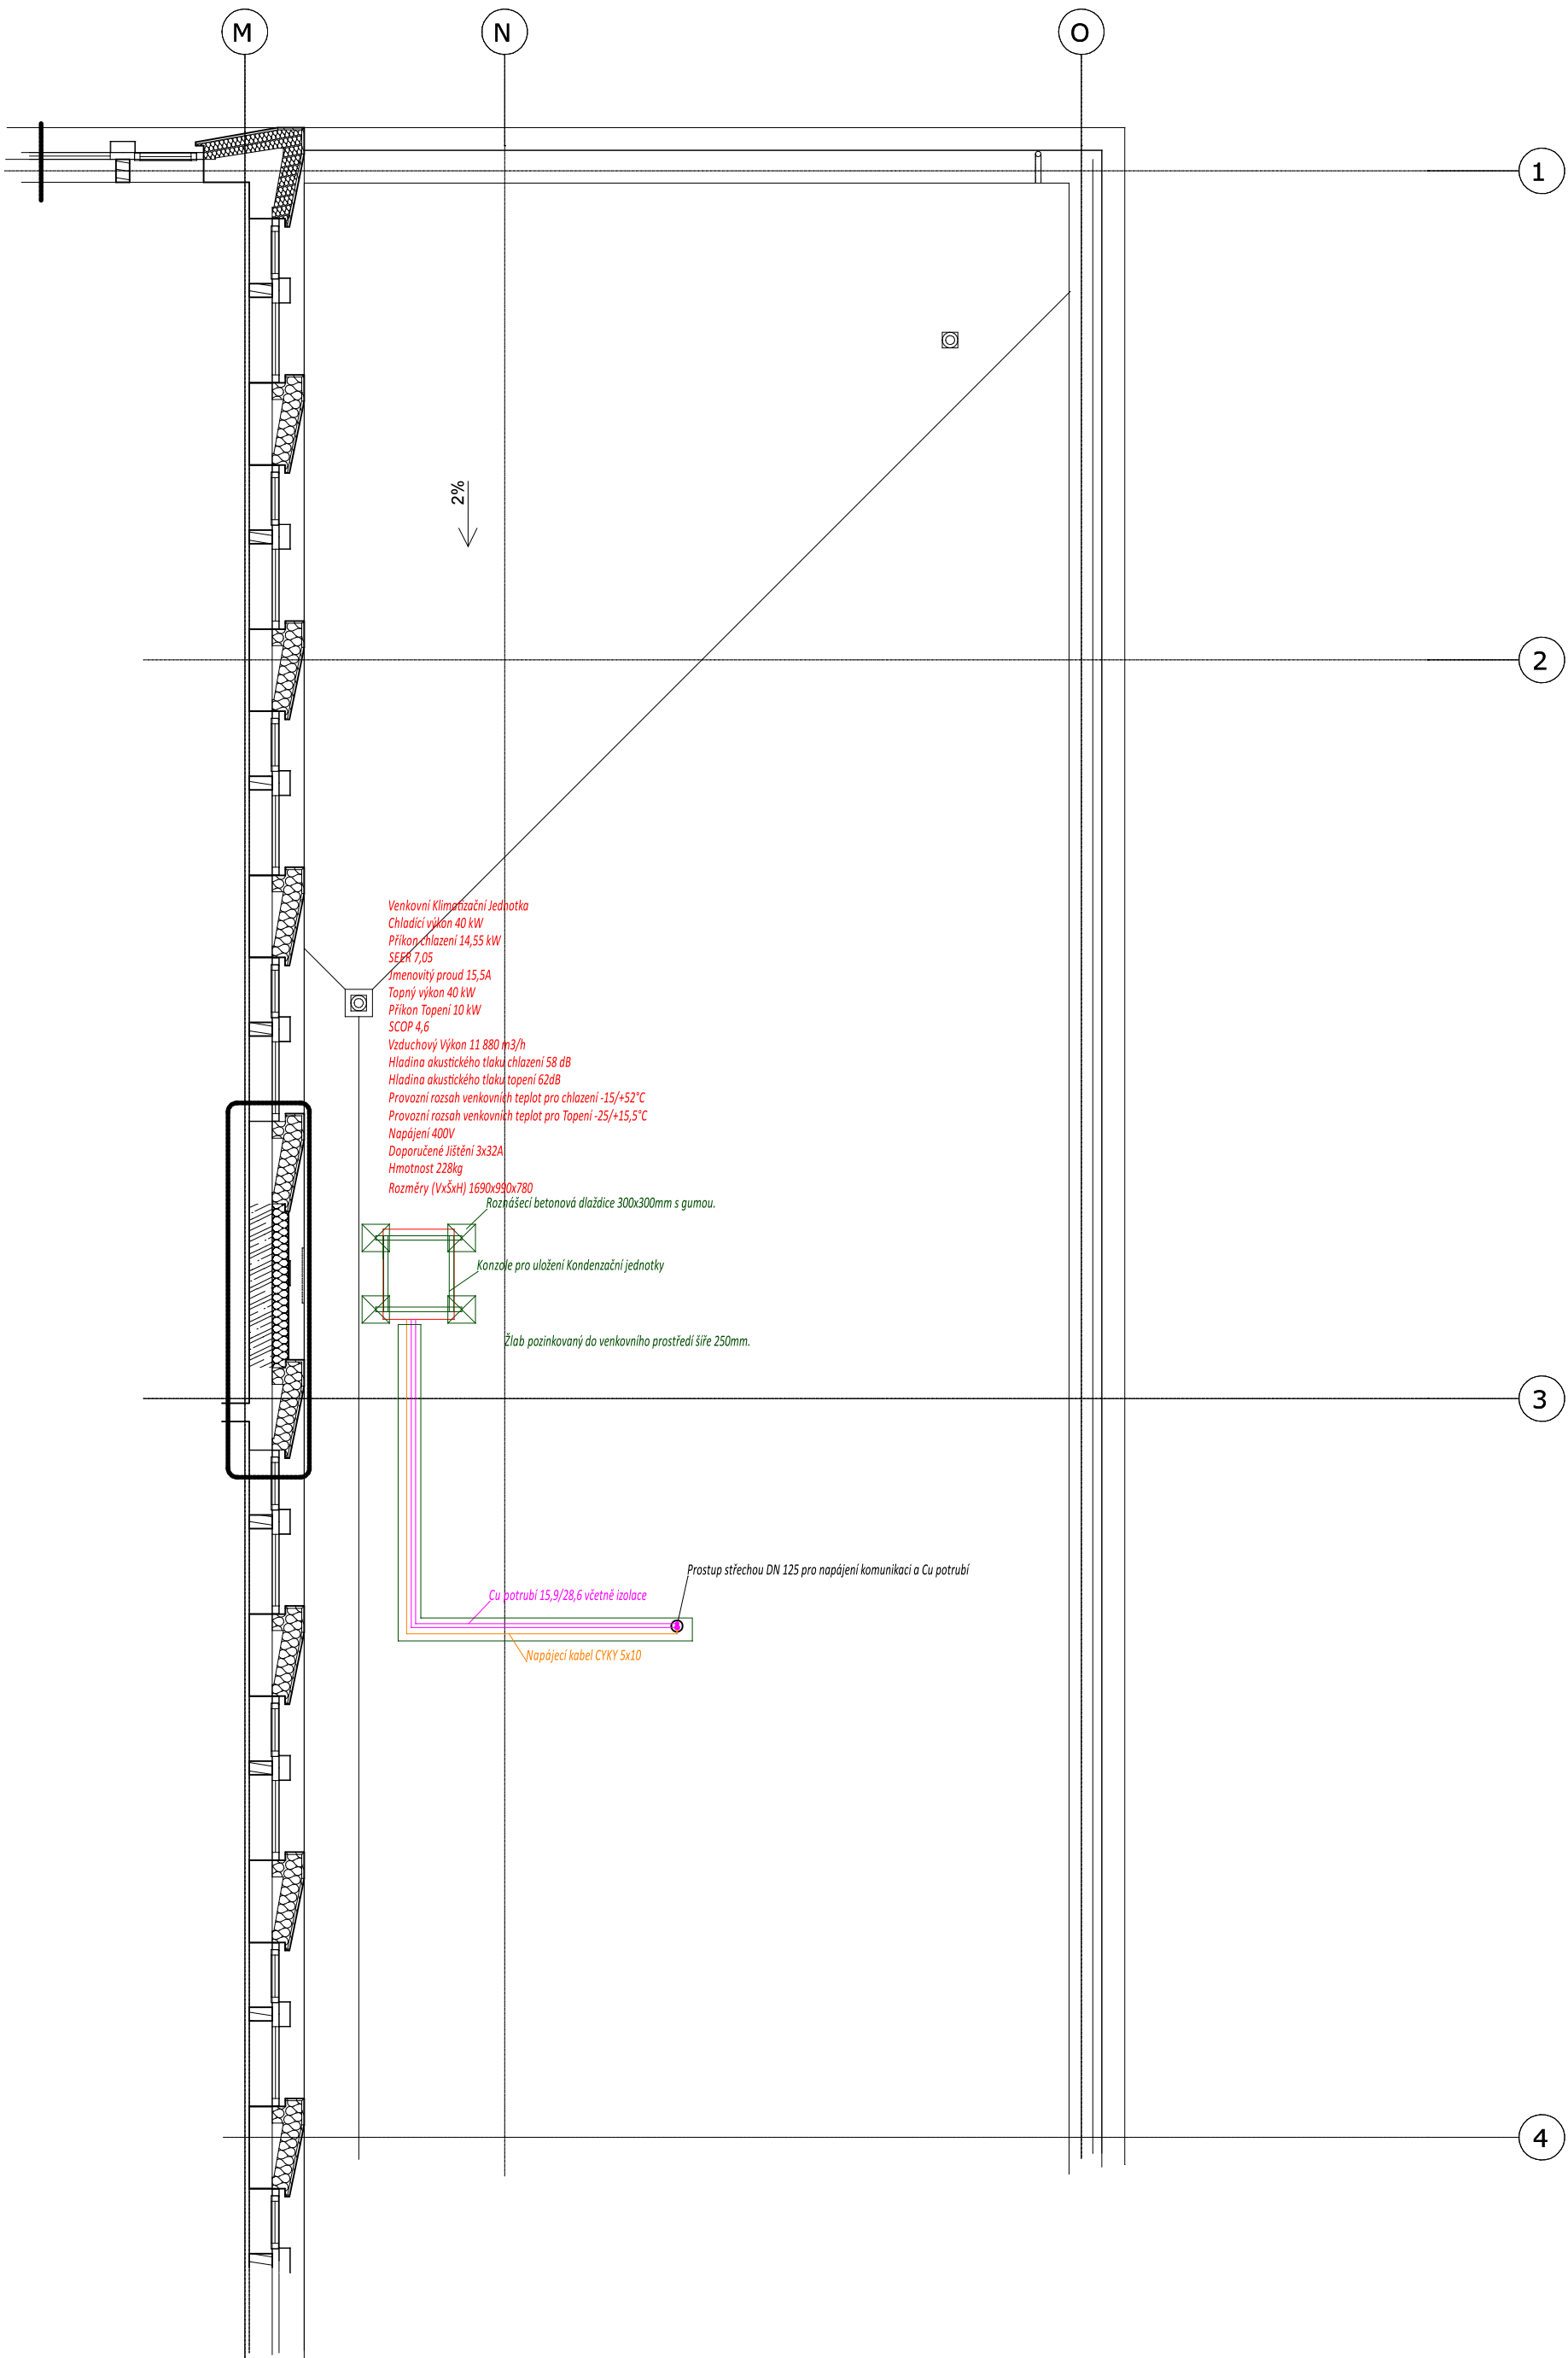 M
N
O
1
2%
2
Venkovní Klimatizační Jednotka
Chladící výkon 40 kW
Příkon chlazení 14,55 kW
SEER 7,05
Jmenovitý proud 15,5A
Topný výkon 40 kW
Příkon Topení 10 kW
SCOP 4,6
Vzduchový Výkon 11 880 m3/h
Hladina akustického tlaku chlazení 58 dB
Hladina akustického tlaku topení 62dB
Provozní rozsah venkovních teplot pro chlazení -15/+52°C
Provozní rozsah venkovních teplot pro Topení -25/+15,5°C
Napájení 400V
Doporučené Jištění 3x32A
Hmotnost 228kg
Rozměry (VxŠxH) 1690x990x780
Roznášecí betonová dlaždice 300x300mm s gumou.
Konzole pro uložení Kondenzační jednotky
Žlab pozinkovaný do venkovního prostředí šíře 250mm.
3
Prostup střechou DN 125 pro napájení komunikaci a Cu potrubí
Cu potrubí 15,9/28,6 včetně izolace
Napájecí kabel CYKY 5x10
4